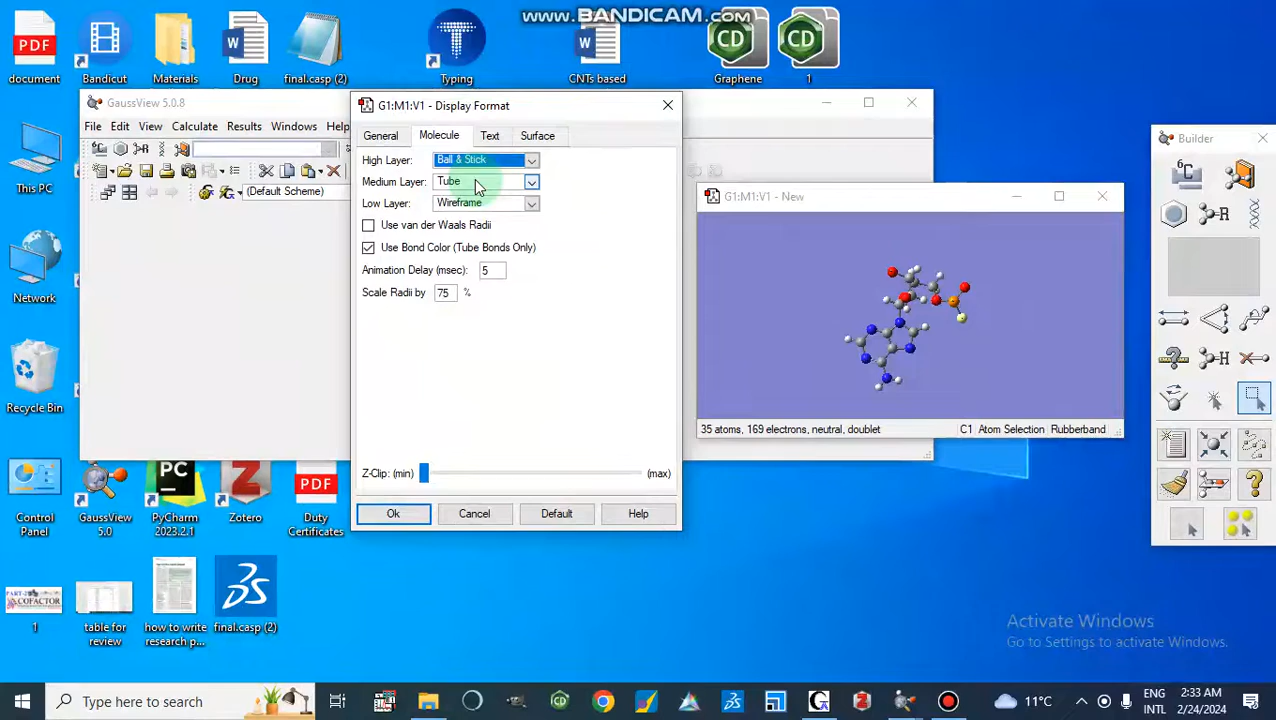 www.BANDICAM.com
PDF
document
Bandicut
Materials
Drug
final.casp (2)
Typing
CNTs based
CD
Graphene
CD
1
This PC
Network
Recycle Bin
Control
Panel
GaussView
5.0
PC
PyCharm
2023.2.1
Zotero
PDF
Duty
Certificates
COFACTOR
1
table for
review
how to write
research p...
final.casp (2)
GaussView 5.0.8
File Edit View Calculate Results Windows Help
(Default Scheme)
G1:M1:V1 - Display Format
General Molecule Text Surface
High Layer: Ball & Stick
Medium Layer: Tube
Low Layer: Wireframe
Use van der Waals Radii
Use Bond Color (Tube Bonds Only)
Animation Delay (msec): 5
Scale Radii by 75 %
Z-Clip: (min) (max)
Ok Cancel Default Help
G1:M1:V1 - New
35 atoms, 169 electrons, neutral, doublet C1 Atom Selection Rubberband
Builder
6C
R
R
H
Activate Windows
Go to Settings to activate Windows.
Type here to search
11°C
ENG
INTL
2:33 AM
2/24/2024